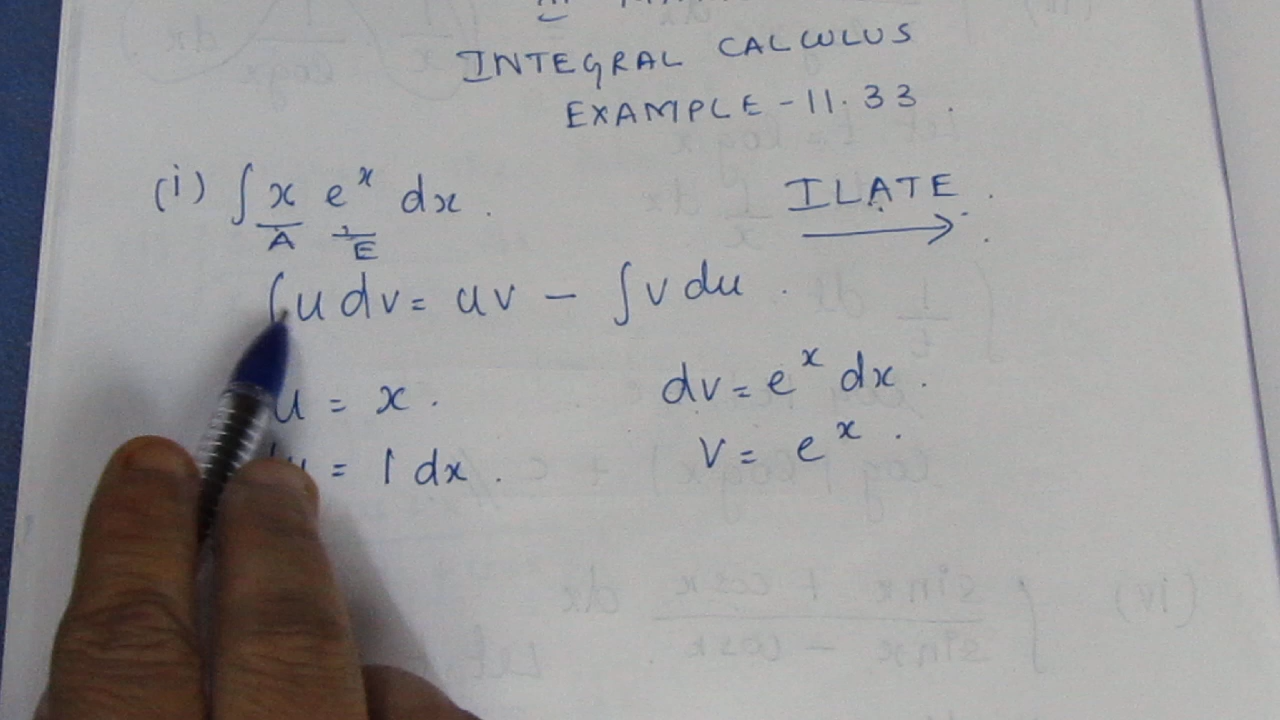 INTEGRAL CALCULUS
EXAMPLE - 11.33.
(i) ∫ x e^x dx. ILATE.
A E
∫u dv = uv - ∫v du.
u = x. dv = e^x dx.
= 1 dx. v = e^x.